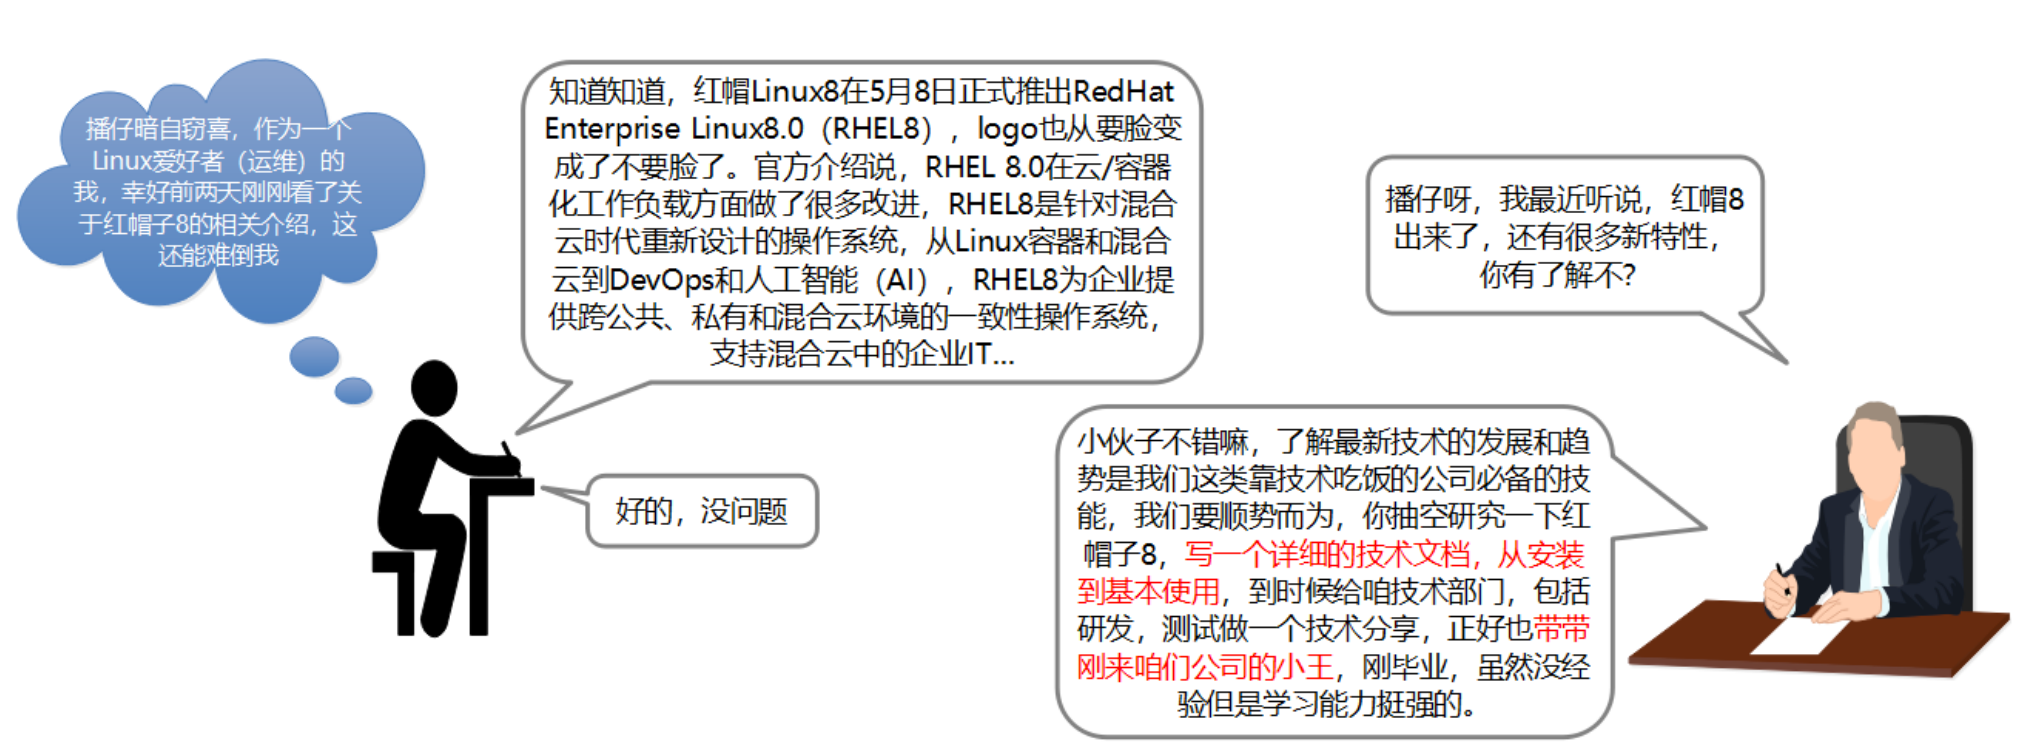 播仔暗自窃喜，作为一个
Linux爱好者（运维）的
我，幸好前两天刚刚看了关
于红帽子8的相关介绍，这
还能难倒我
知道知道，红帽Linux8在5月8日正式推出RedHat
Enterprise Linux8.0（RHEL8），logo也从要脸变
成了不要脸了。官方介绍说，RHEL 8.0在云/容器
化工作负载方面做了很多改进，RHEL8是针对混合
云时代重新设计的操作系统，从Linux容器和混合
云到DevOps和人工智能（AI），RHEL8为企业提
供跨公共、私有和混合云环境的一致性操作系统，
支持混合云中的企业IT...
播仔呀，我最近听说，红帽8
出来了，还有很多新特性，
你有了解不？
小伙子不错嘛，了解最新技术的发展和趋
势是我们这类靠技术吃饭的公司必备的技
能，我们要顺势而为，你抽空研究一下红
帽子8，写一个详细的技术文档，从安装
到基本使用，到时候给咱技术部门，包括
研发，测试做一个技术分享，正好也带带
刚来咱们公司的小王，刚毕业，虽然没经
验但是学习能力挺强的。
好的，没问题